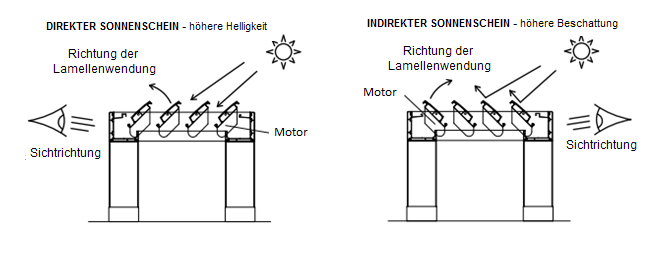 DIREKTER SONNENSCHEIN - höhere Helligkeit
Richtung der
Lamellenwendung
Motor
Sichtrichtung
INDIREKTER SONNENSCHEIN - höhere Beschattung
Richtung der
Lamellenwendung
Motor
Sichtrichtung